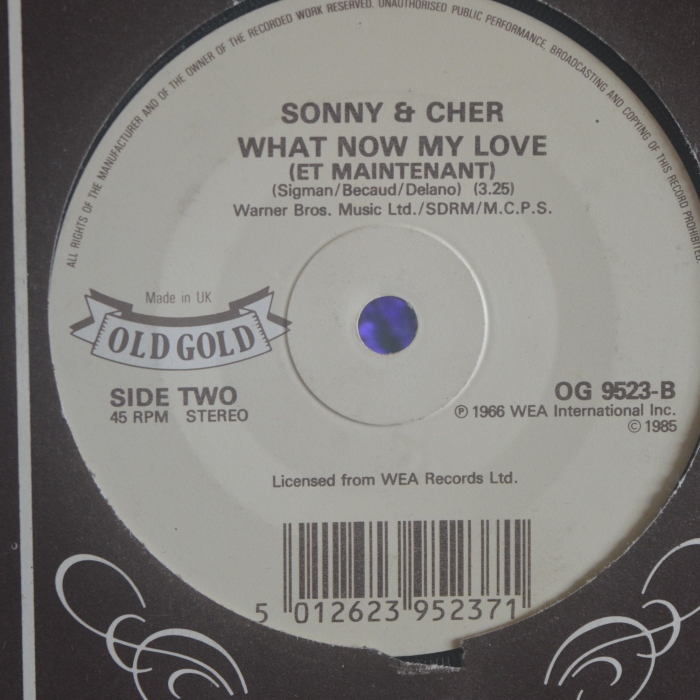 ALL RIGHTS OF THE MANUFACTURER AND OF THE OWNER OF THE RECORDED WORK RESERVED. UNAUTHORISED PUBLIC PERFORMANCE, BROADCASTING AND COPYING OF THIS RECORD PROHIBITED.
SONNY & CHER
WHAT NOW MY LOVE
(ET MAINTENANT)
(Sigman/Becaud/Delano) (3.25)
Warner Bros. Music Ltd./SDRM/M.C.P.S.
Made in UK
OLD GOLD
SIDE TWO
45 RPM STEREO
OG 9523-B
℗ 1966 WEA International Inc.
© 1985
Licensed from WEA Records Ltd.
5 012623 952371